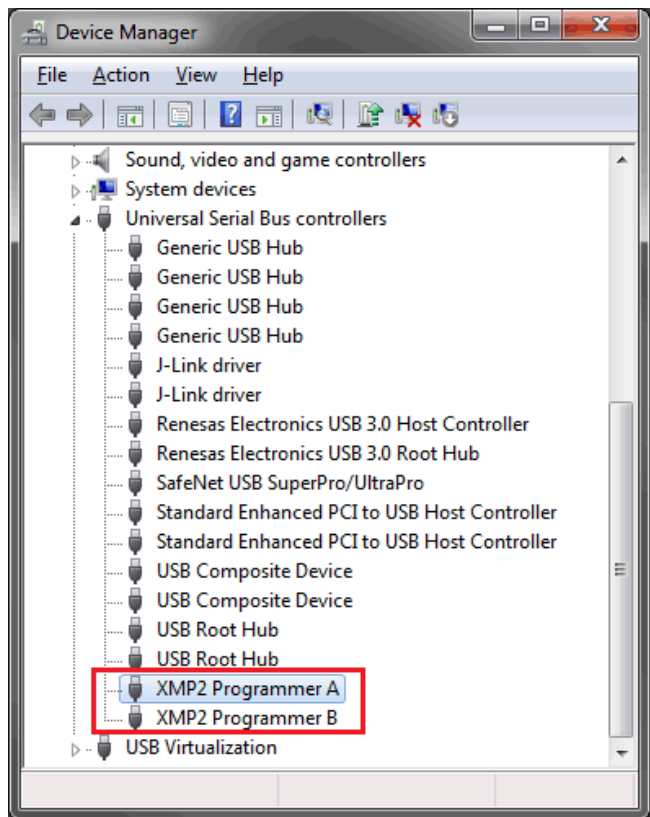 Device Manager
File Action View Help
Sound, video and game controllers
System devices
Universal Serial Bus controllers
Generic USB Hub
Generic USB Hub
Generic USB Hub
Generic USB Hub
J-Link driver
J-Link driver
Renesas Electronics USB 3.0 Host Controller
Renesas Electronics USB 3.0 Root Hub
SafeNet USB SuperPro/UltraPro
Standard Enhanced PCI to USB Host Controller
Standard Enhanced PCI to USB Host Controller
USB Composite Device
USB Composite Device
USB Root Hub
USB Root Hub
XMP2 Programmer A
XMP2 Programmer B
USB Virtualization